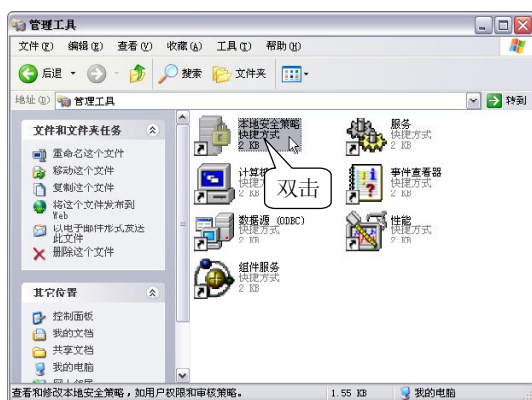 管理工具
文件(F) 编辑(E) 查看(V) 收藏(A) 工具(T) 帮助(H)
后退 搜索 文件夹
地址(D) 管理工具 转到
文件和文件夹任务
重命名这个文件
移动这个文件
复制这个文件
将这个文件发布到
Web
以电子邮件形式发送
此文件
删除这个文件
其它位置
控制面板
我的文档
共享文档
我的电脑
网上邻居
本地安全策略
快捷方式
2 KB
服务
快捷方式
2 KB
双击
快捷方式
2 KB
事件查看器
快捷方式
2 KB
数据源 (ODBC)
快捷方式
2 KB
性能
快捷方式
2 KB
组件服务
快捷方式
2 KB
查看和修改本地安全策略，如用户权限和审核策略。 1.55 KB 我的电脑